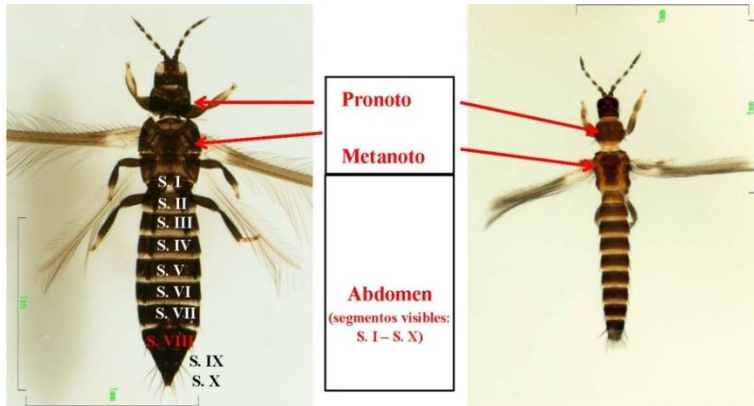 Pronoto
Metanoto
S. I
S. II
S. III
S. IV
S. V
S. VI
S. VII
S. VIII
S. IX
S. X
Abdomen
(segmentos visibles:
S. I – S. X)